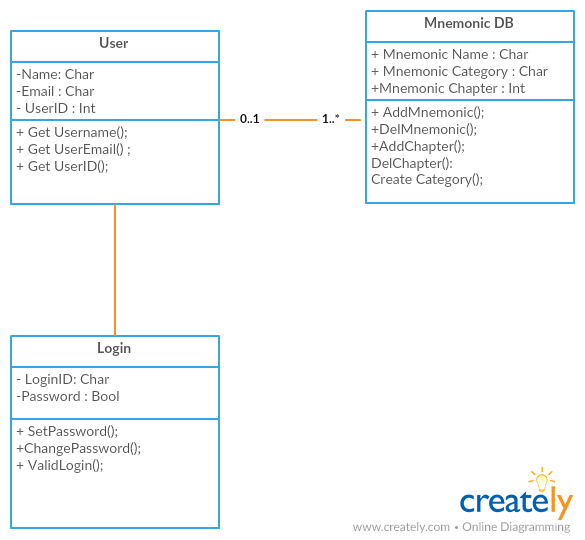 User
-Name: Char
-Email : Char
- UserID : Int
+ Get Username();
+ Get UserEmail() ;
+ Get UserID();
0..1
1..*
Mnemonic DB
+ Mnemonic Name : Char
+ Mnemonic Category : Char
+Mnemonic Chapter : Int
+ AddMnemonic();
+DelMnemonic();
+AddChapter();
DelChapter():
Create Category();
Login
- LoginID: Char
-Password : Bool
+ SetPassword();
+ChangePassword();
+ ValidLogin();
creately
www.creately.com • Online Diagramming